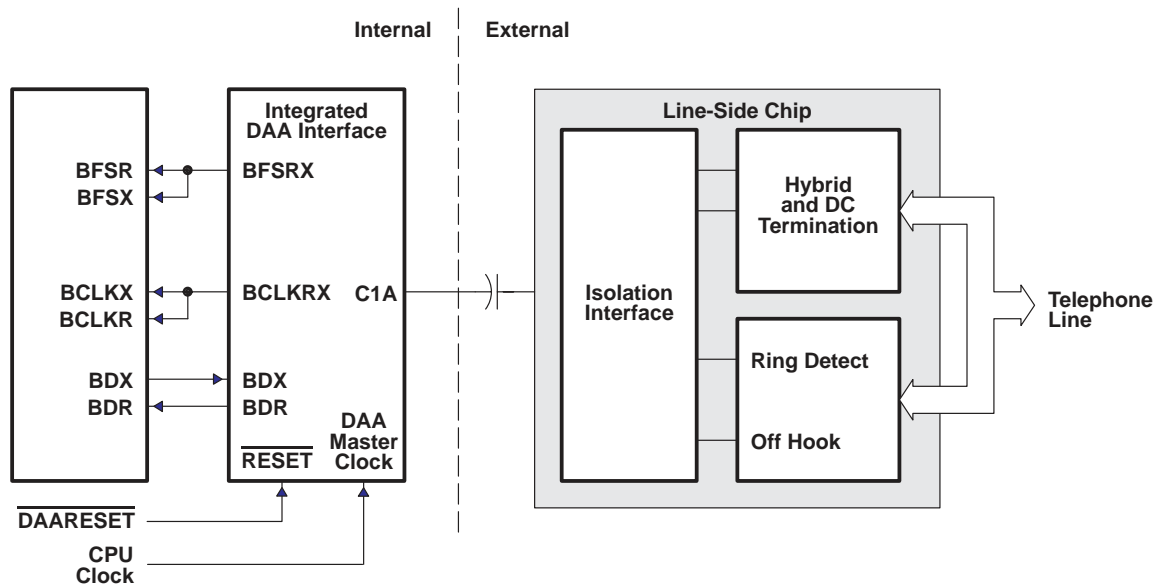 Internal
External
Integrated
DAA Interface
Line-Side Chip
BFSR
BFSX
BFSRX
Hybrid
and DC
Termination
BCLKX
BCLKR
BCLKRX
C1A
Isolation
Interface
Telephone
Line
BDX
BDR
BDX
BDR
Ring Detect
Off Hook
DAA
Master
Clock
RESET
DAARESET
CPU
Clock